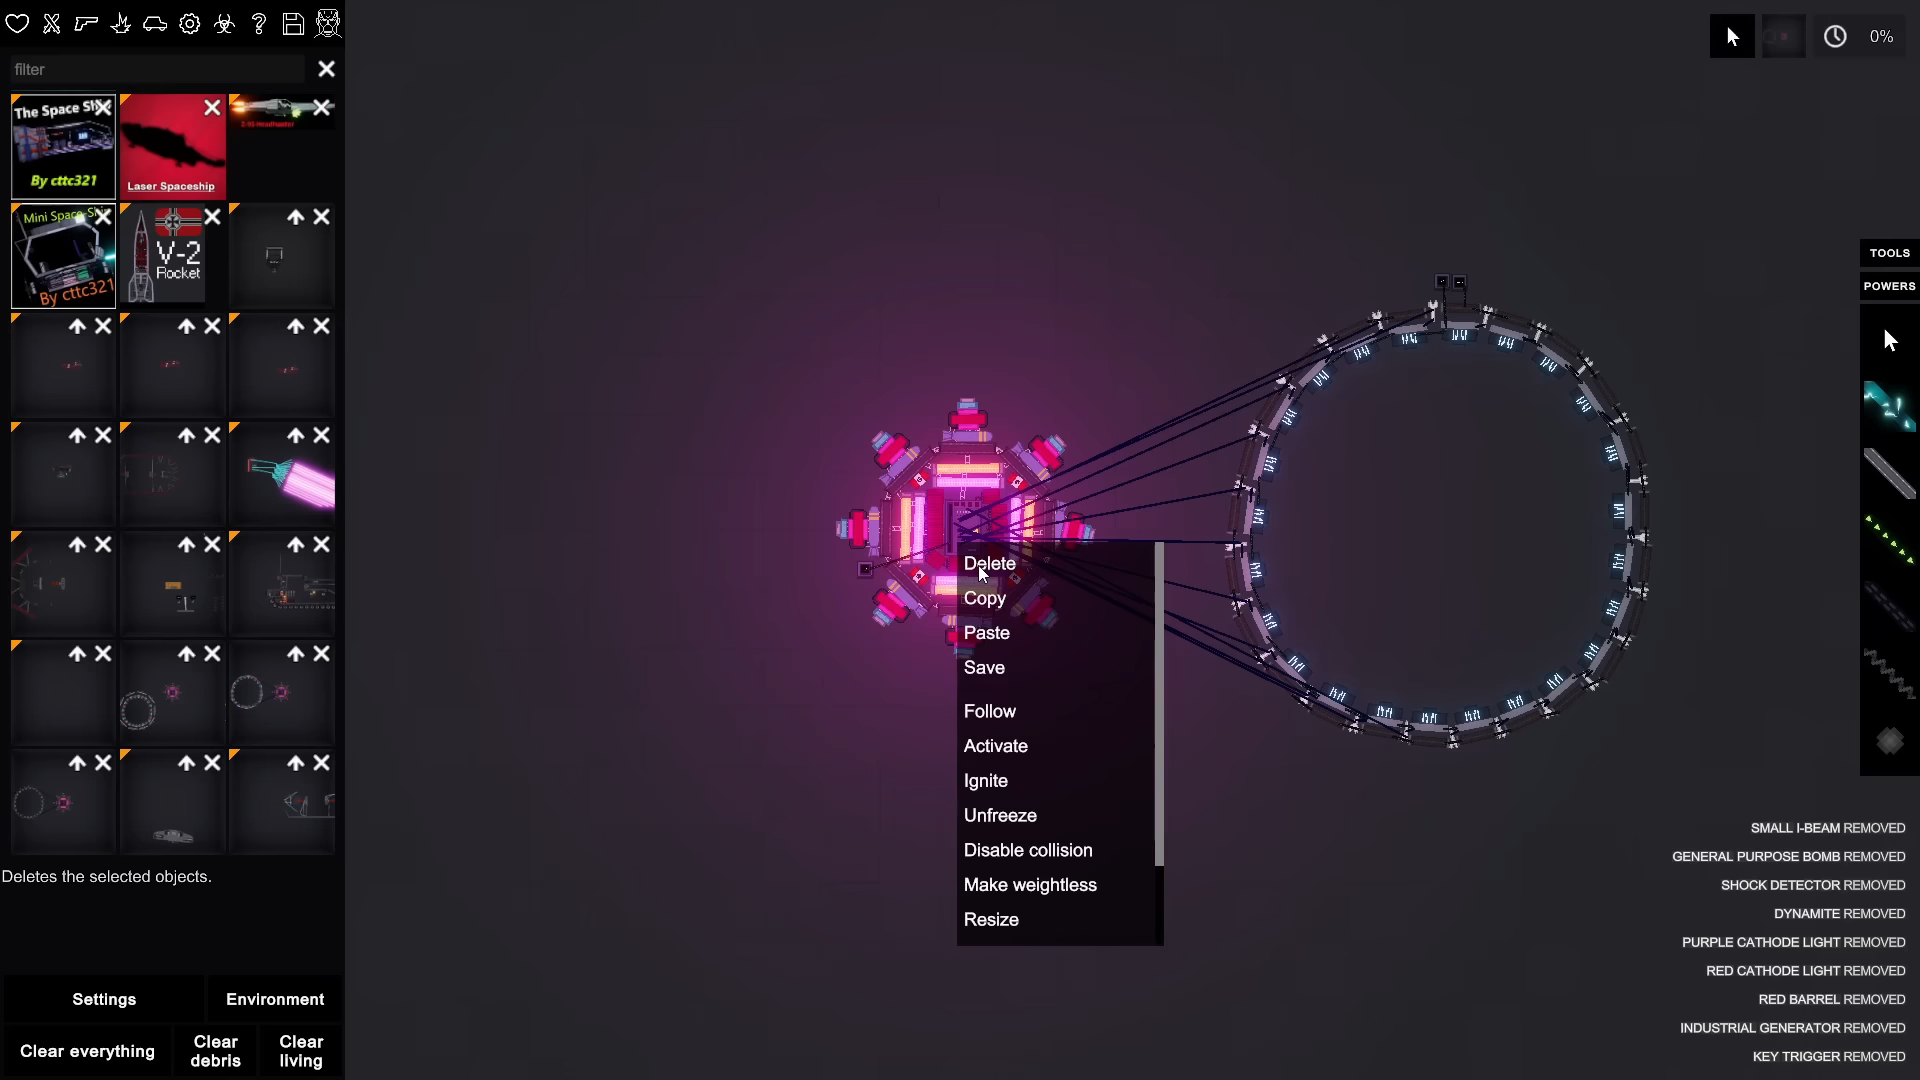 0%
filter
The Space Sh
By cttc321
Laser Spaceship
Z-95 Headhunter
Mini Space-Shi
By cttc321
V-2
Rocket
TOOLS
POWERS
Delete
Copy
Paste
Save
Follow
Activate
Ignite
Unfreeze
Disable collision
Make weightless
Resize
Deletes the selected objects.
SMALL I-BEAM REMOVED
GENERAL PURPOSE BOMB REMOVED
SHOCK DETECTOR REMOVED
DYNAMITE REMOVED
PURPLE CATHODE LIGHT REMOVED
RED CATHODE LIGHT REMOVED
RED BARREL REMOVED
INDUSTRIAL GENERATOR REMOVED
KEY TRIGGER REMOVED
Settings
Environment
Clear everything
Clear
debris
Clear
living